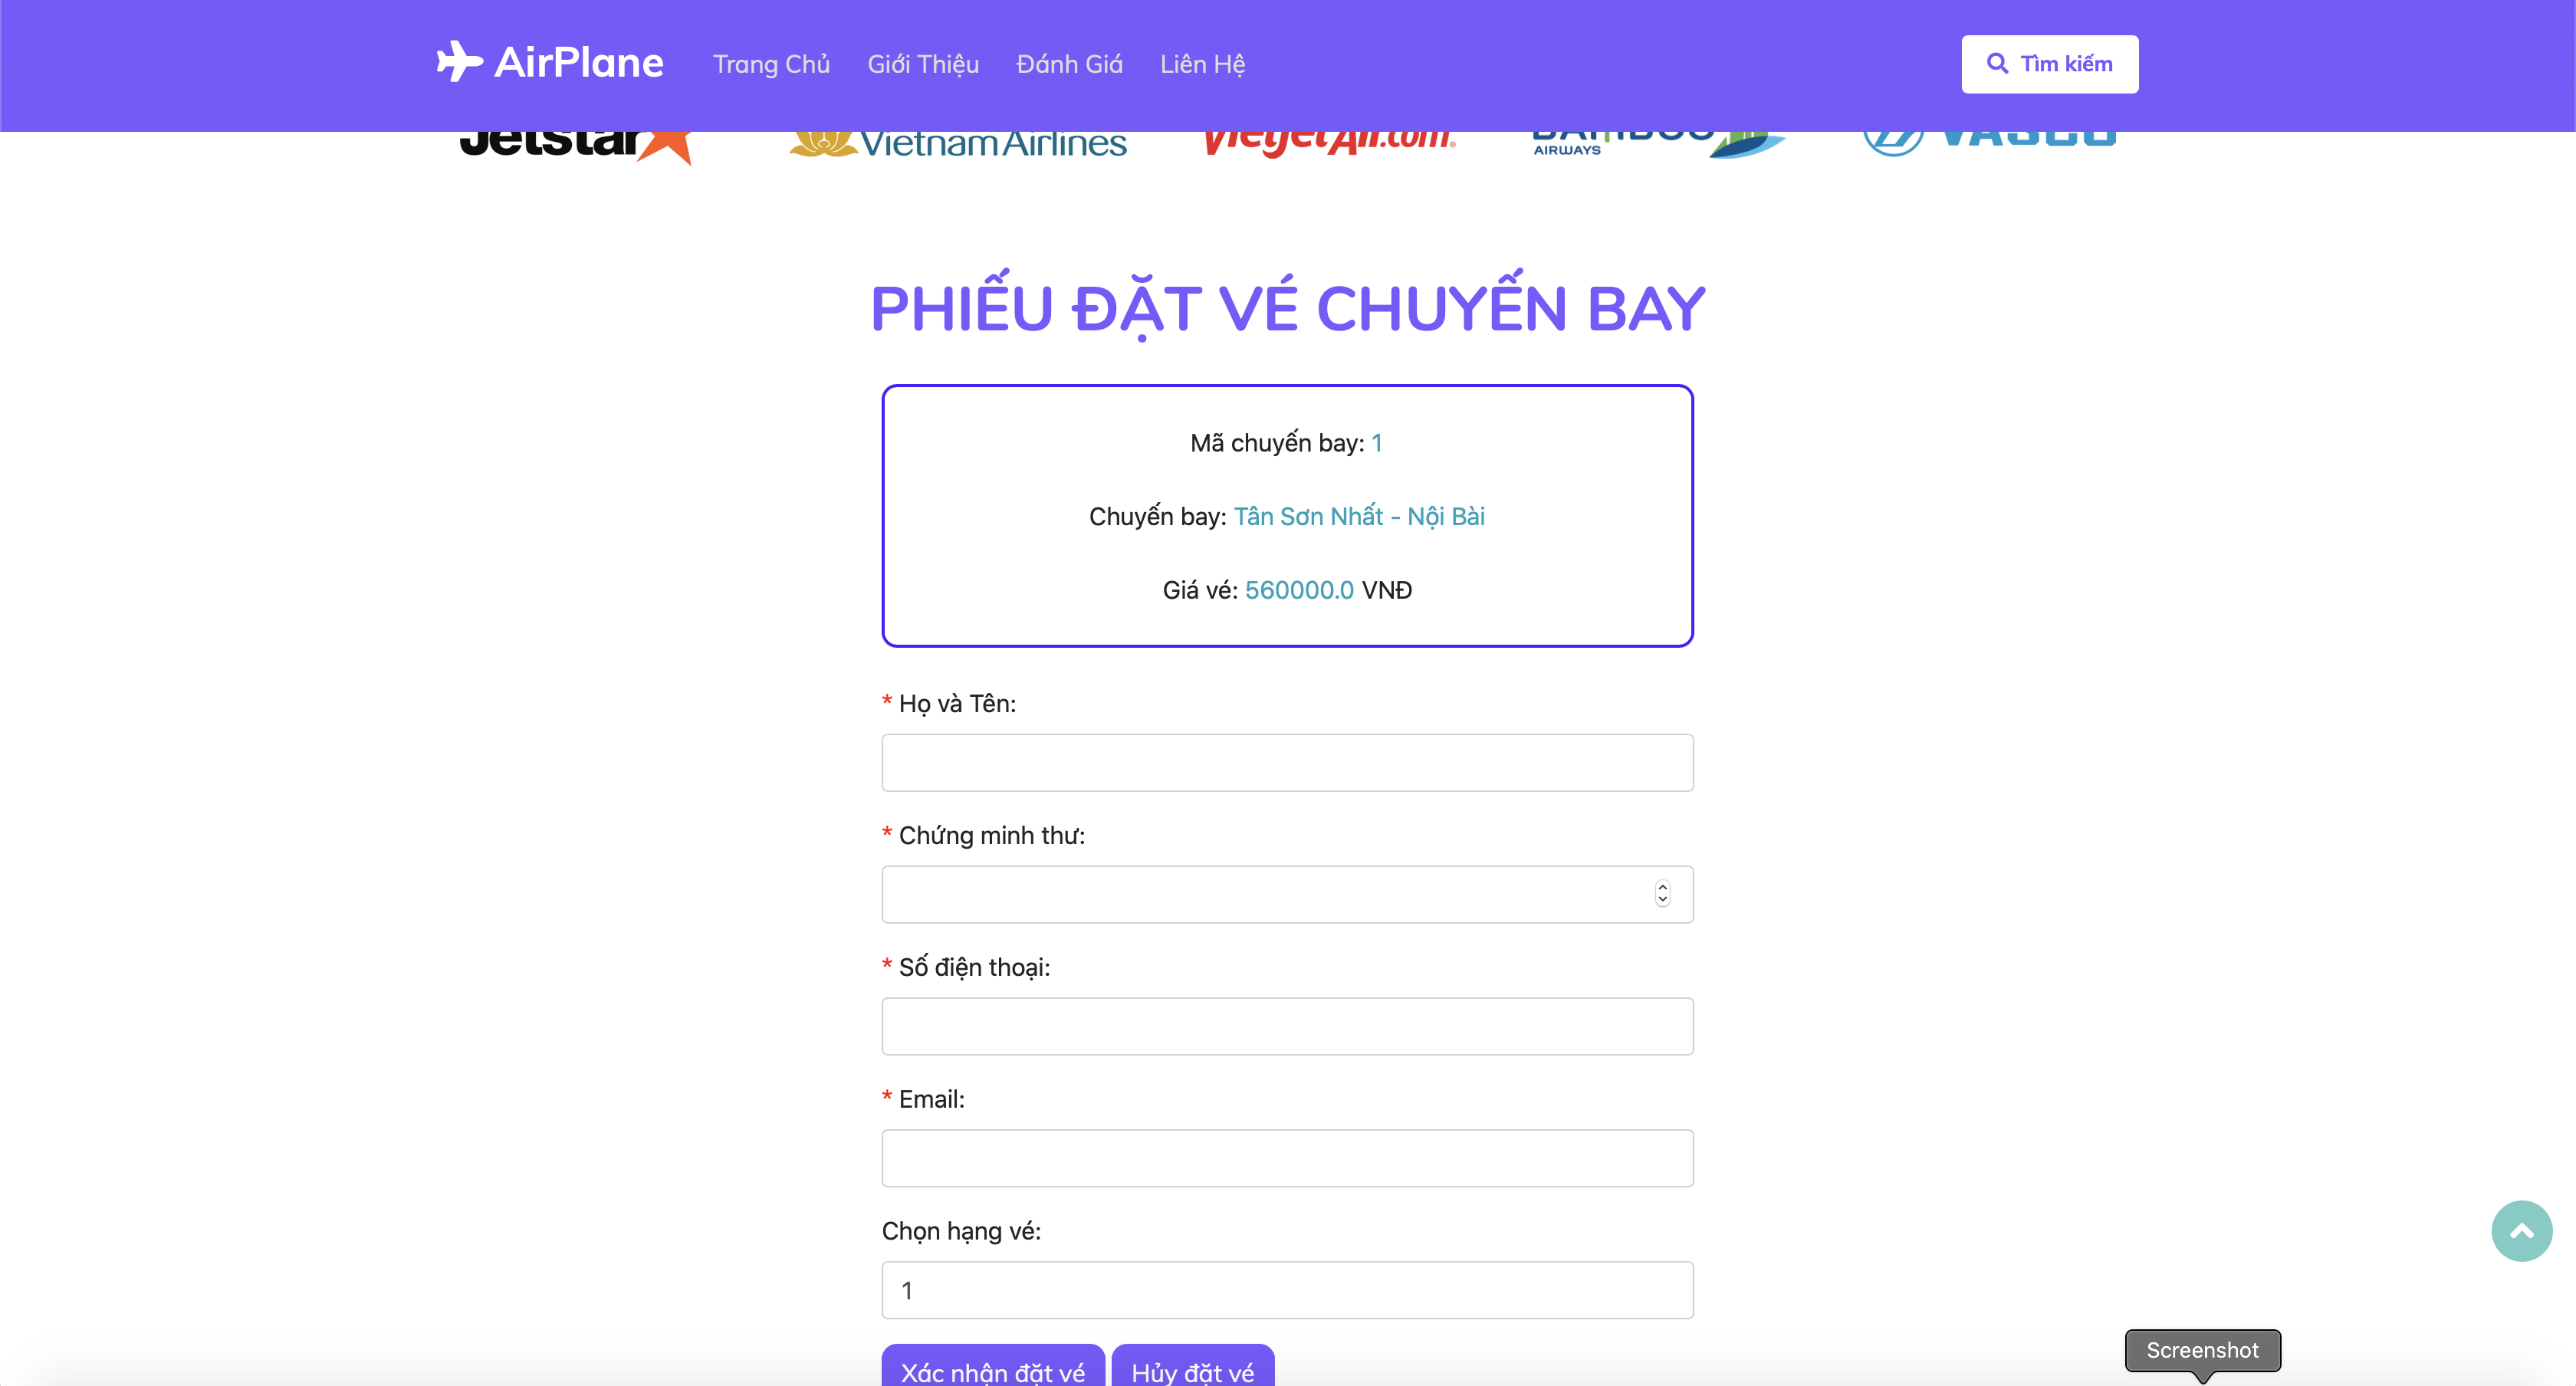 AirPlane
Trang Chủ
Giới Thiệu
Đánh Giá
Liên Hệ
Tìm kiếm
Jetstar
Vietnam Airlines
vietjetAir.com®
BAMBOO
AIRWAYS
VASCO
PHIẾU ĐẶT VÉ CHUYẾN BAY
Mã chuyến bay: 1
Chuyến bay: Tân Sơn Nhất - Nội Bài
Giá vé: 560000.0 VNĐ
* Họ và Tên:
* Chứng minh thư:
* Số điện thoại:
* Email:
Chọn hạng vé:
1
Xác nhận đặt vé
Hủy đặt vé
Screenshot